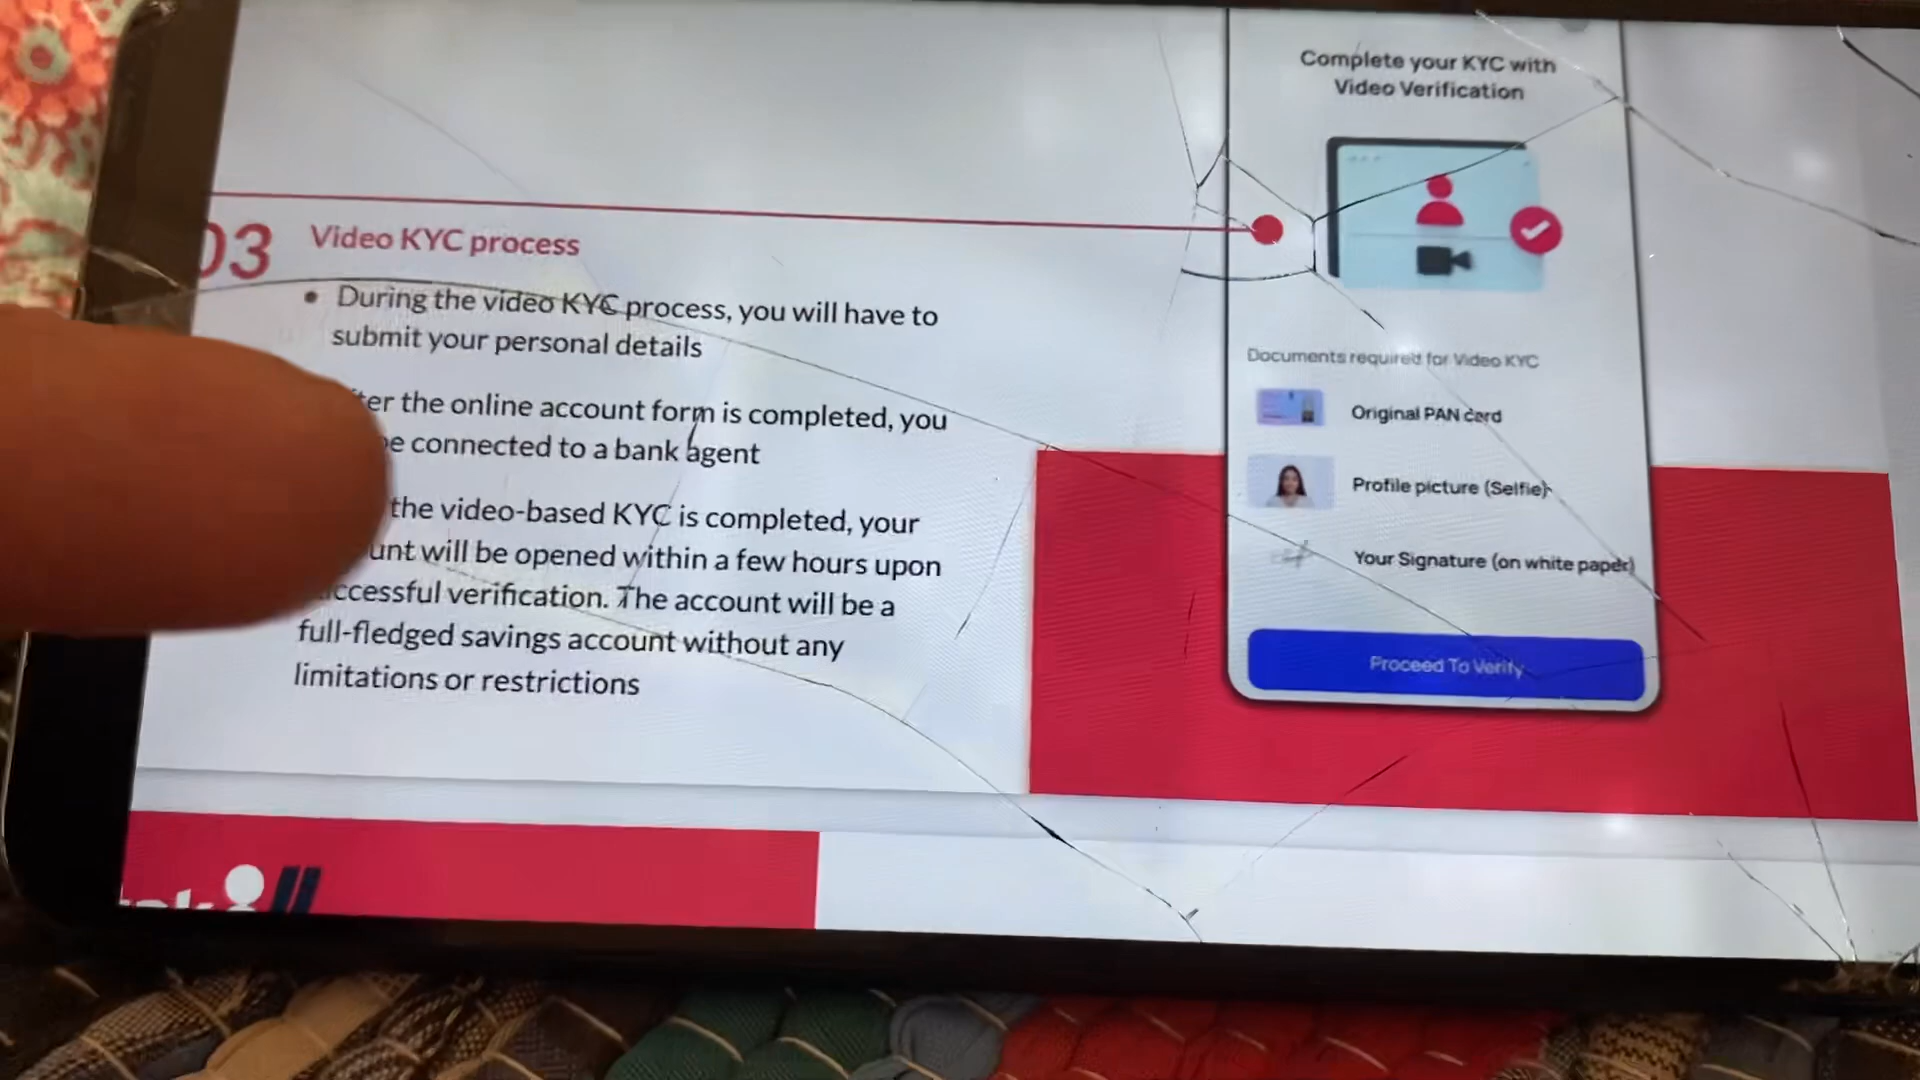 03 Video KYC process
• During the video KYC process, you will have to
submit your personal details
the online account form is completed, you
connected to a bank agent
the video-based KYC is completed, your
will be opened within a few hours upon
verification. The account will be a
full-fledged savings account without any
limitations or restrictions
Complete your KYC with
Video Verification
Documents required for Video KYC
Original PAN card
Profile picture (Selfie)
Your Signature (on white paper)
Proceed To Verify